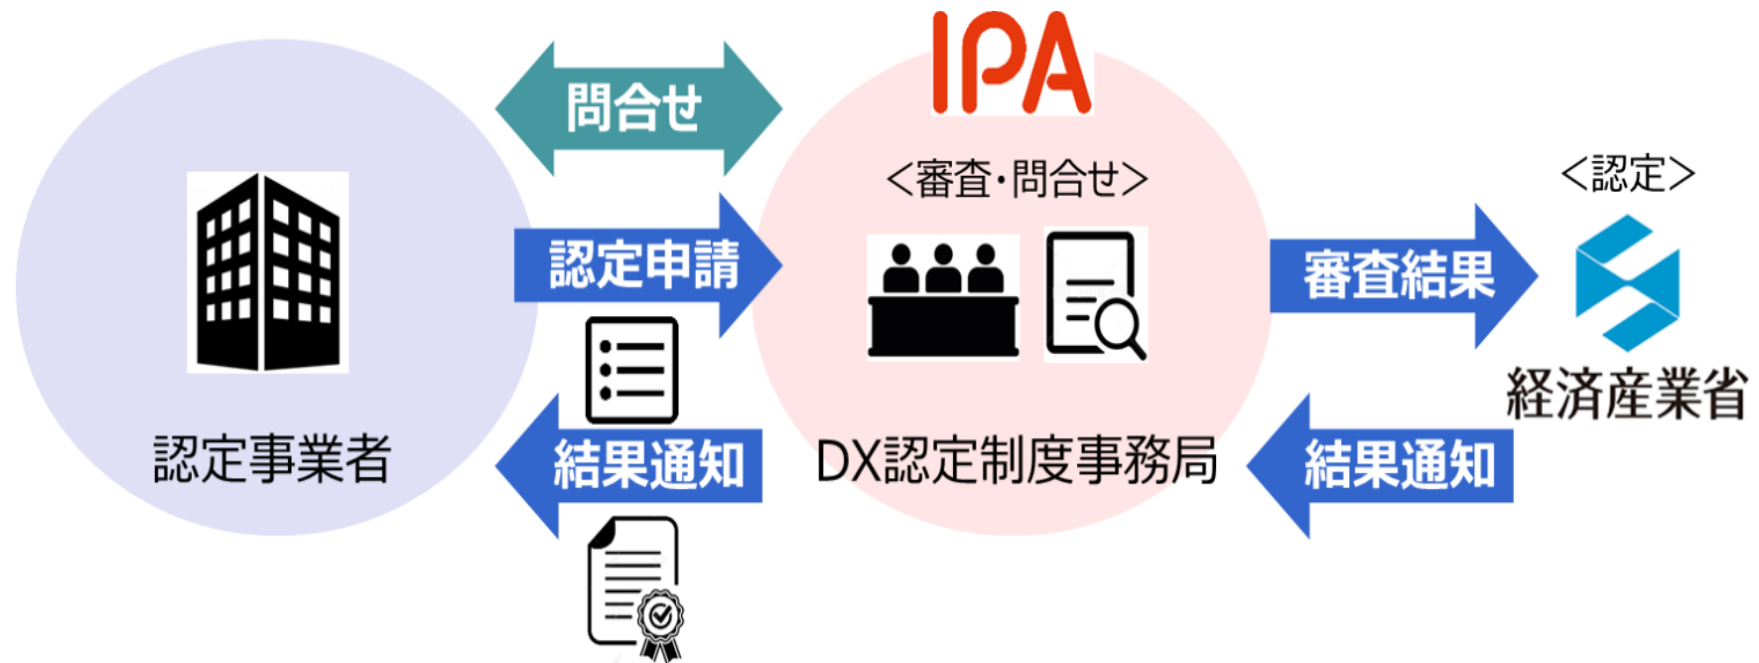 問合せ
認定申請
結果通知
認定事業者
IPA
＜審査・問合せ＞
DX認定制度事務局
審査結果
結果通知
＜認定＞
経済産業省